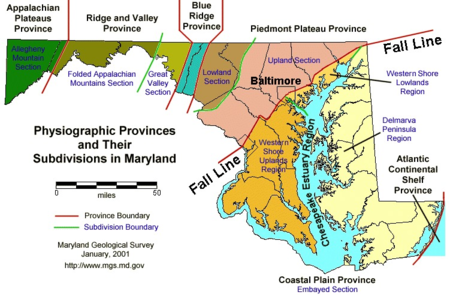 Appalachian
Plateaus
Province
Ridge and Valley
Province
Blue
Ridge
Province
Piedmont Plateau Province
Fall Line
Allegheny
Mountain
Section
Folded Appalachian
Mountains Section
Great
Valley
Section
Lowland
Section
Upland Section
Baltimore
Western Shore
Lowlands
Region
Delmarva
Peninsula
Region
Physiographic Provinces
and Their
Subdivisions in Maryland
Fall Line
Western
Shore
Uplands
Region
Chesapeake Estuary Region
Atlantic
Continental
Shelf
Province
0
50
miles
Province Boundary
Subdivision Boundary
Maryland Geological Survey
January, 2001
http://www.mgs.md.gov
Coastal Plain Province
Embayed Section